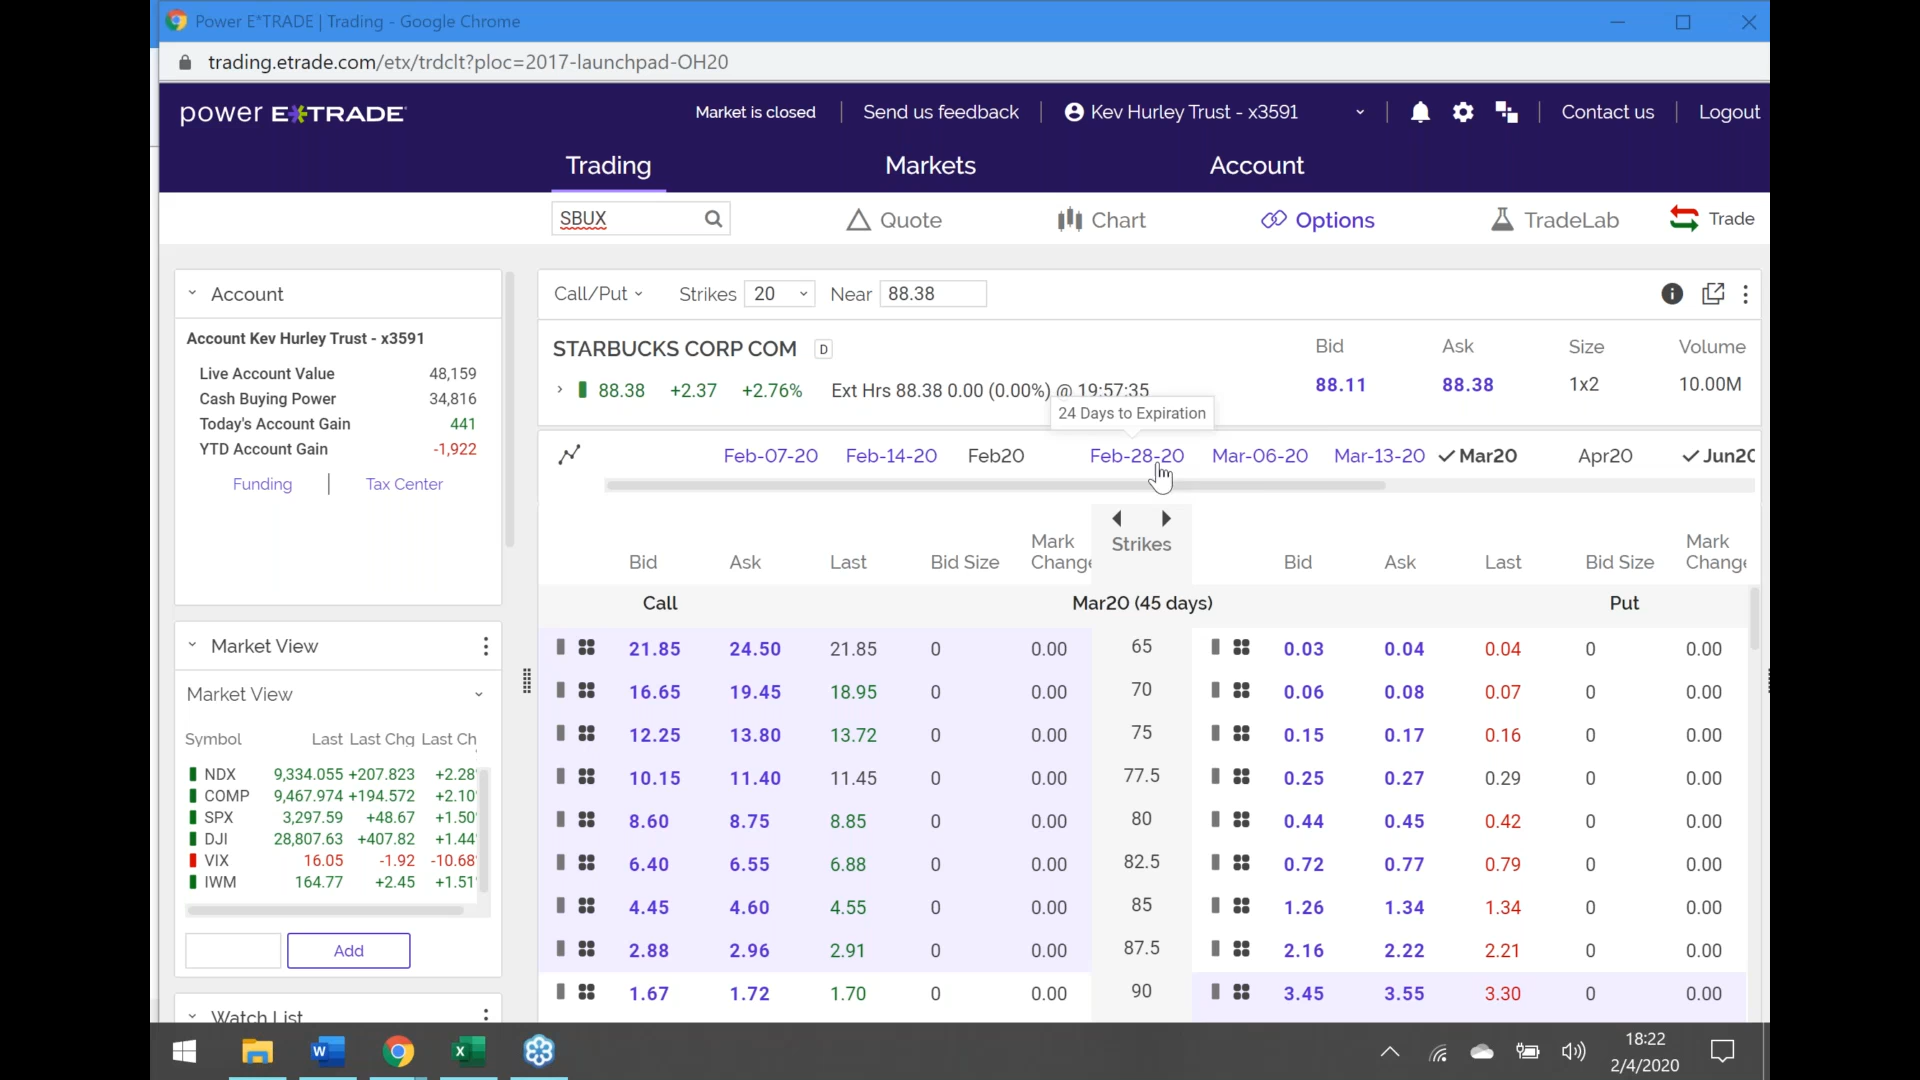 Power E*TRADE | Trading - Google Chrome
trading.etrade.com/etx/trdclt?ploc=2017-launchpad-OH20
power E*TRADE
Market is closed
Send us feedback
Kev Hurley Trust - x3591
Contact us
Logout
Trading
Markets
Account
SBUX
Quote
Chart
Options
TradeLab
Trade
Account
Account Kev Hurley Trust - x3591
Live Account Value 48,159
Cash Buying Power 34,816
Today's Account Gain 441
YTD Account Gain -1,922
Funding | Tax Center
Market View
Market View
Symbol Last Last Chg Last Ch
NDX 9,334.055 +207.823 +2.28
COMP 9,467.974 +194.572 +2.10
SPX 3,297.59 +48.67 +1.50
DJI 28,807.63 +407.82 +1.44
VIX 16.05 -1.92 -10.68
IWM 164.77 +2.45 +1.51
Add
Watch List
Call/Put Strikes 20 Near 88.38
STARBUCKS CORP COM D
Bid Ask Size Volume
88.38 +2.37 +2.76% Ext Hrs 88.38 0.00 (0.00%) @ 19:57:35
88.11 88.38 1x2 10.00M
24 Days to Expiration
Feb-07-20 Feb-14-20 Feb20 Feb-28-20 Mar-06-20 Mar-13-20 Mar20 Apr20 Jun20
Bid Ask Last Bid Size Mark Change Strikes Bid Ask Last Bid Size Mark Change
Call Mar20 (45 days) Put
21.85 24.50 21.85 0 0.00 65 0.03 0.04 0.04 0 0.00
16.65 19.45 18.95 0 0.00 70 0.06 0.08 0.07 0 0.00
12.25 13.80 13.72 0 0.00 75 0.15 0.17 0.16 0 0.00
10.15 11.40 11.45 0 0.00 77.5 0.25 0.27 0.29 0 0.00
8.60 8.75 8.85 0 0.00 80 0.44 0.45 0.42 0 0.00
6.40 6.55 6.88 0 0.00 82.5 0.72 0.77 0.79 0 0.00
4.45 4.60 4.55 0 0.00 85 1.26 1.34 1.34 0 0.00
2.88 2.96 2.91 0 0.00 87.5 2.16 2.22 2.21 0 0.00
1.67 1.72 1.70 0 0.00 90 3.45 3.55 3.30 0 0.00
18:22
2/4/2020